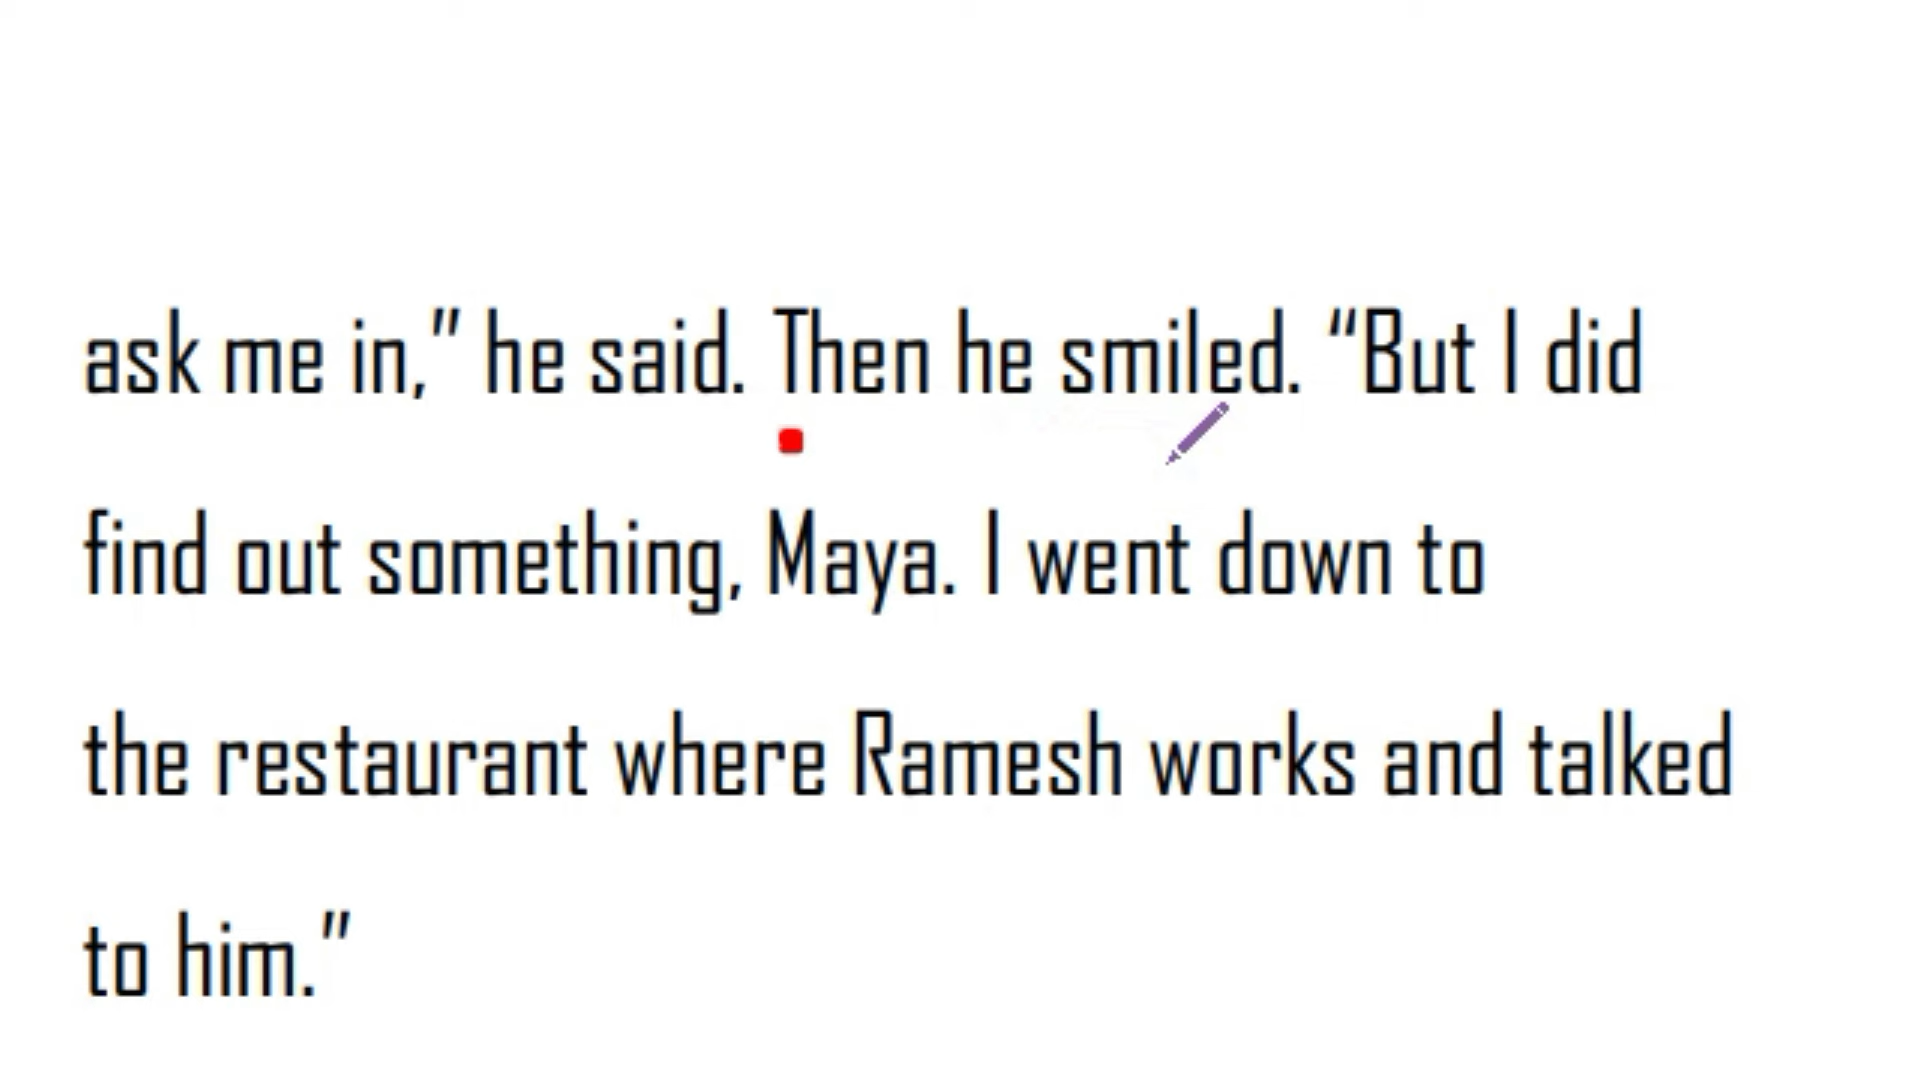 ask me in,” he said. Then he smiled. “But I did
find out something, Maya. I went down to
the restaurant where Ramesh works and talked
to him.”